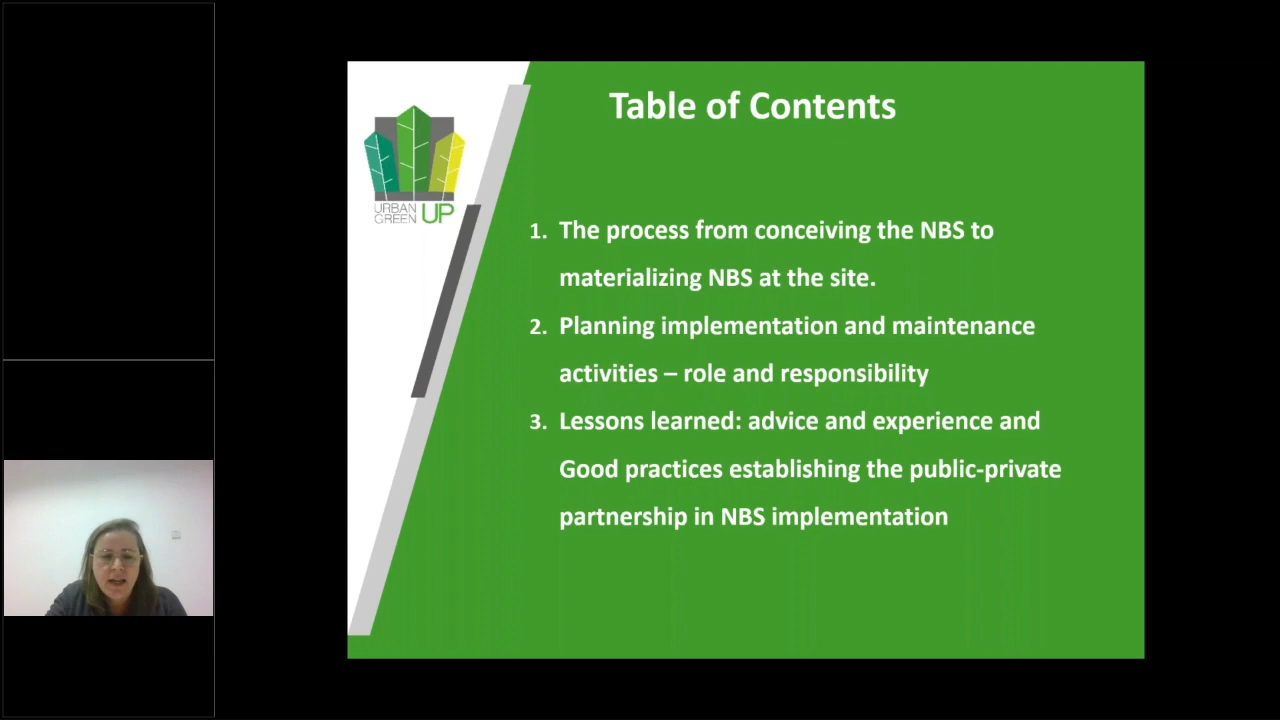 Table of Contents
URBAN
GREEN UP
1. The process from conceiving the NBS to
materializing NBS at the site.
2. Planning implementation and maintenance
activities – role and responsibility
3. Lessons learned: advice and experience and
Good practices establishing the public-private
partnership in NBS implementation